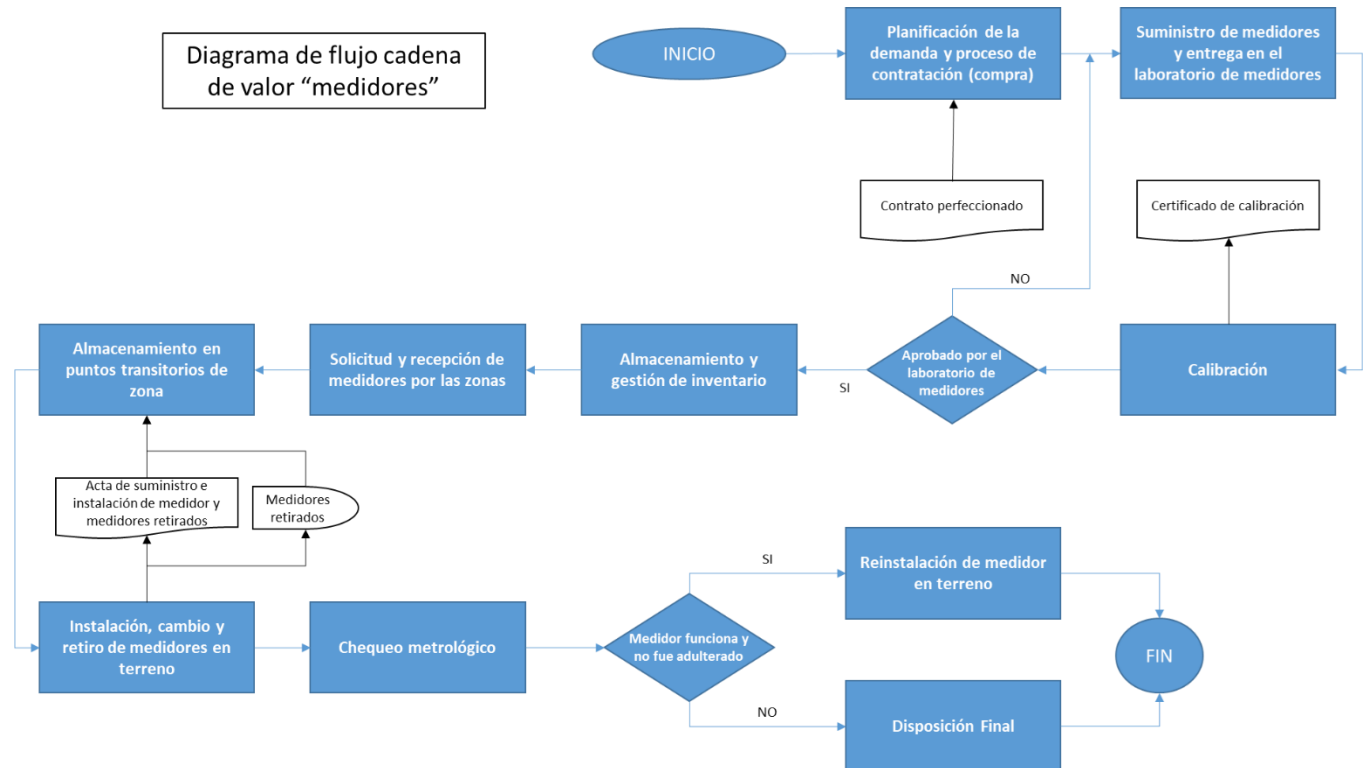 Diagrama de flujo cadena
de valor “medidores”
INICIO
Planificación de la
demanda y proceso de
contratación (compra)
Suministro de medidores
y entrega en el
laboratorio de medidores
Contrato perfeccionado
Certificado de calibración
NO
Almacenamiento en
puntos transitorios de
zona
Solicitud y recepción de
medidores por las zonas
Almacenamiento y
gestión de inventario
SI
Aprobado por el
laboratorio de
medidores
Calibración
Acta de suministro e
instalación de medidor y
medidores retirados
Medidores
retirados
Instalación, cambio y
retiro de medidores en
terreno
Chequeo metrológico
Medidor funciona y
no fue adulterado
SI
Reinstalación de medidor
en terreno
NO
Disposición Final
FIN